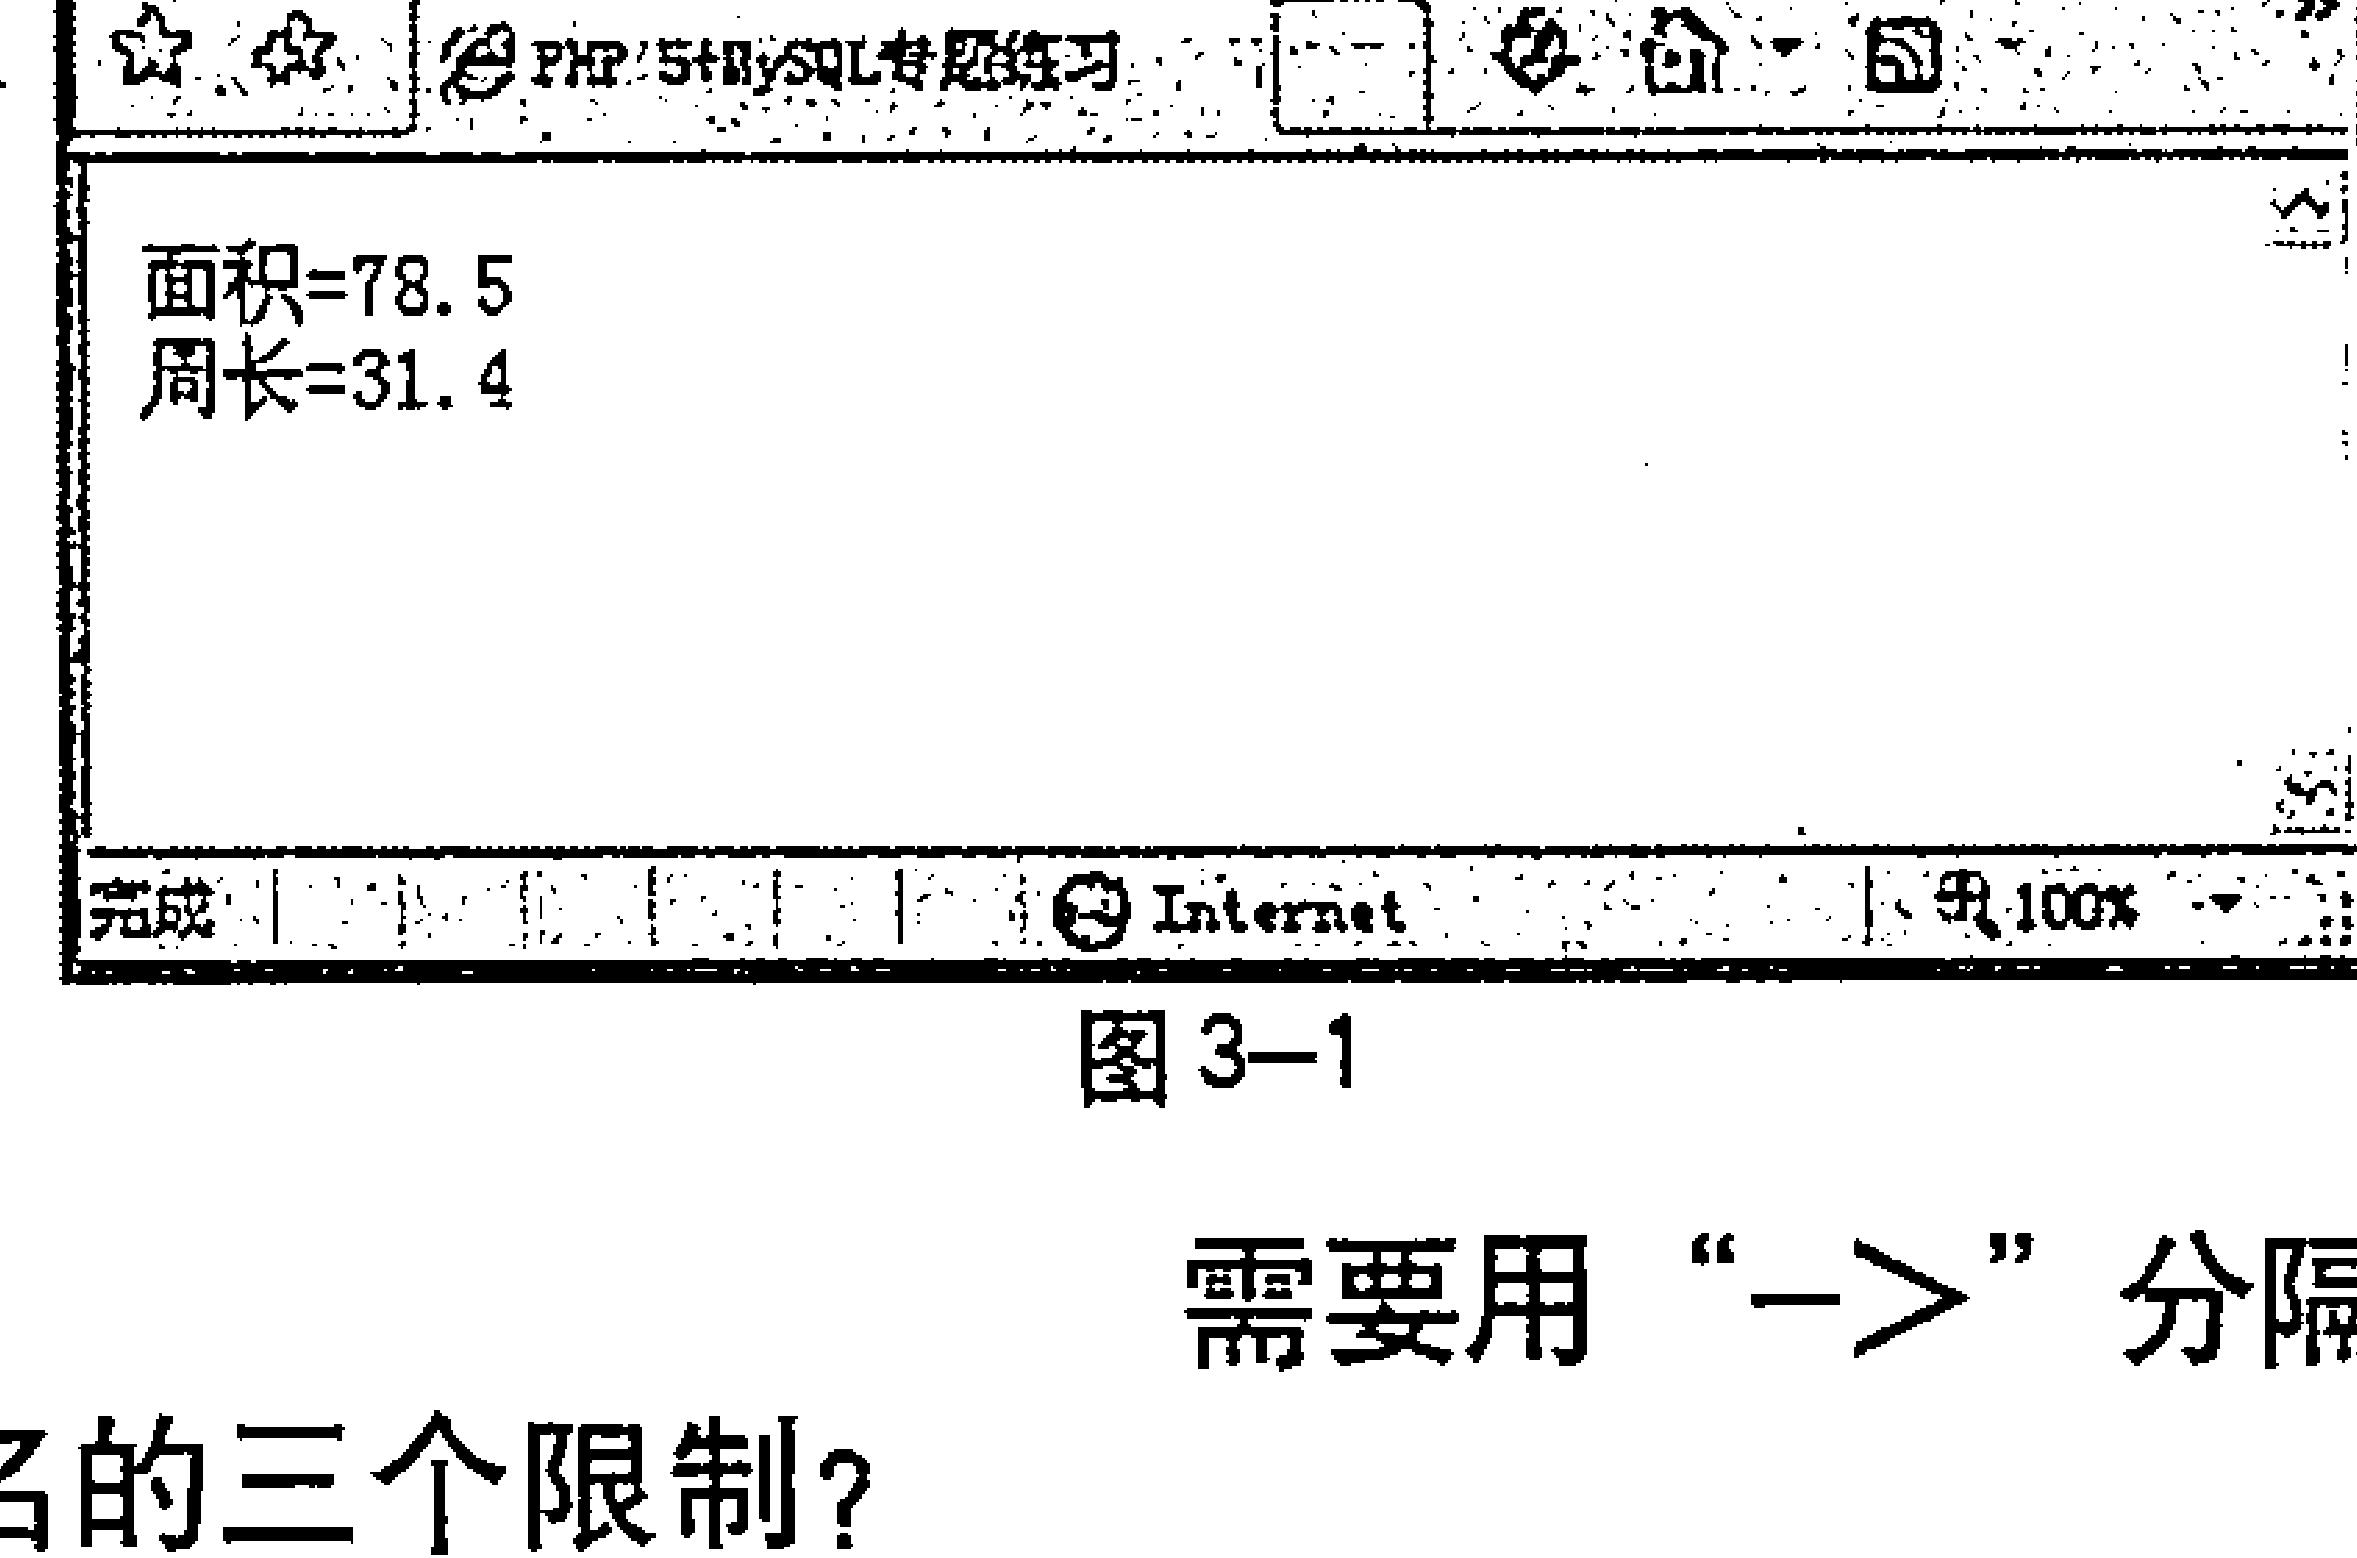 PHP 5+MySQL专题练习
面积=78.5
周长=31.4
完成 Internet 100%
图 3-1
需要用“->”分隔
名的三个限制?